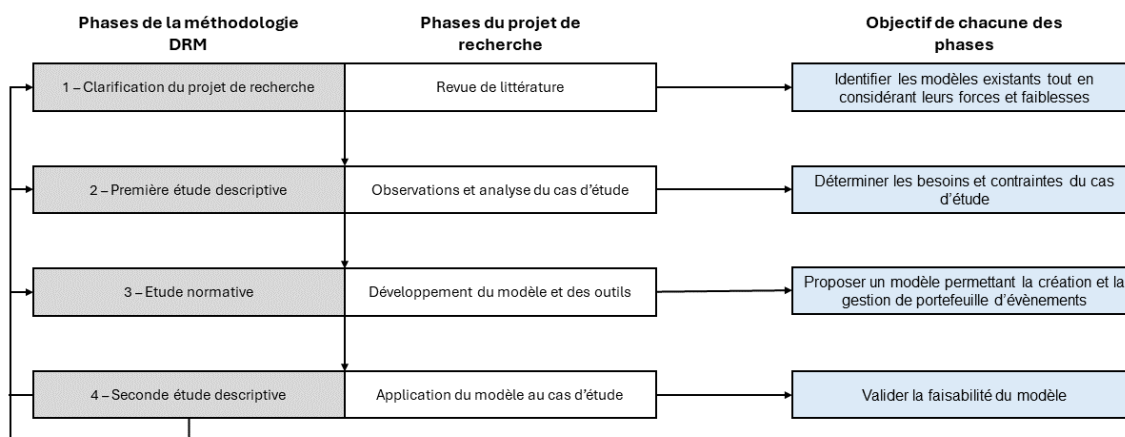 Phases de la méthodologie
DRM
Phases du projet de
recherche
Objectif de chacune des
phases
1 – Clarification du projet de recherche
Revue de littérature
Identifier les modèles existants tout en
considérant leurs forces et faiblesses
2 – Première étude descriptive
Observations et analyse du cas d'étude
Déterminer les besoins et contraintes du cas
d'étude
3 – Etude normative
Développement du modèle et des outils
Proposer un modèle permettant la création et la
gestion de portefeuille d'évènements
4 – Seconde étude descriptive
Application du modèle au cas d'étude
Valider la faisabilité du modèle